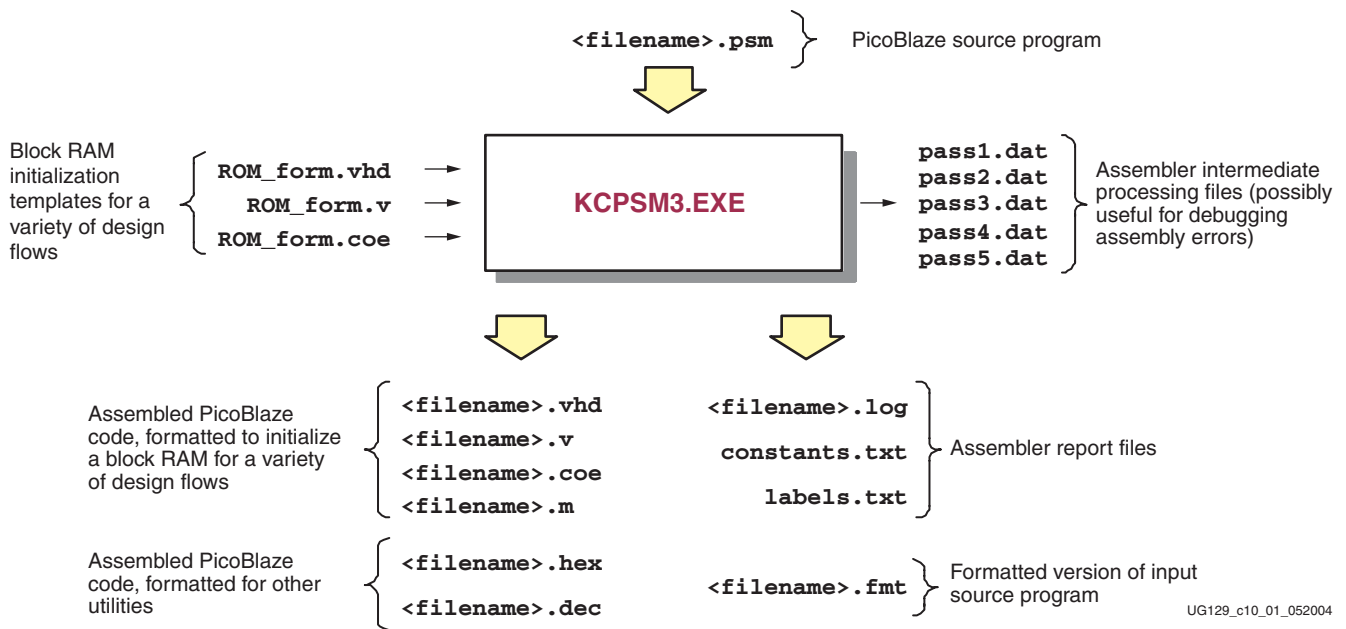 <filename>.psm
PicoBlaze source program
Block RAM
initialization
templates for a
variety of design
flows
ROM_form.vhd
ROM_form.v
ROM_form.coe
KCPSM3.EXE
pass1.dat
pass2.dat
pass3.dat
pass4.dat
pass5.dat
Assembler intermediate
processing files (possibly
useful for debugging
assembly errors)
Assembled PicoBlaze
code, formatted to initialize
a block RAM for a variety
of design flows
<filename>.vhd
<filename>.v
<filename>.coe
<filename>.m
<filename>.log
constants.txt
labels.txt
Assembler report files
Assembled PicoBlaze
code, formatted for other
utilities
<filename>.hex
<filename>.dec
<filename>.fmt
Formatted version of input
source program
UG129_c10_01_052004